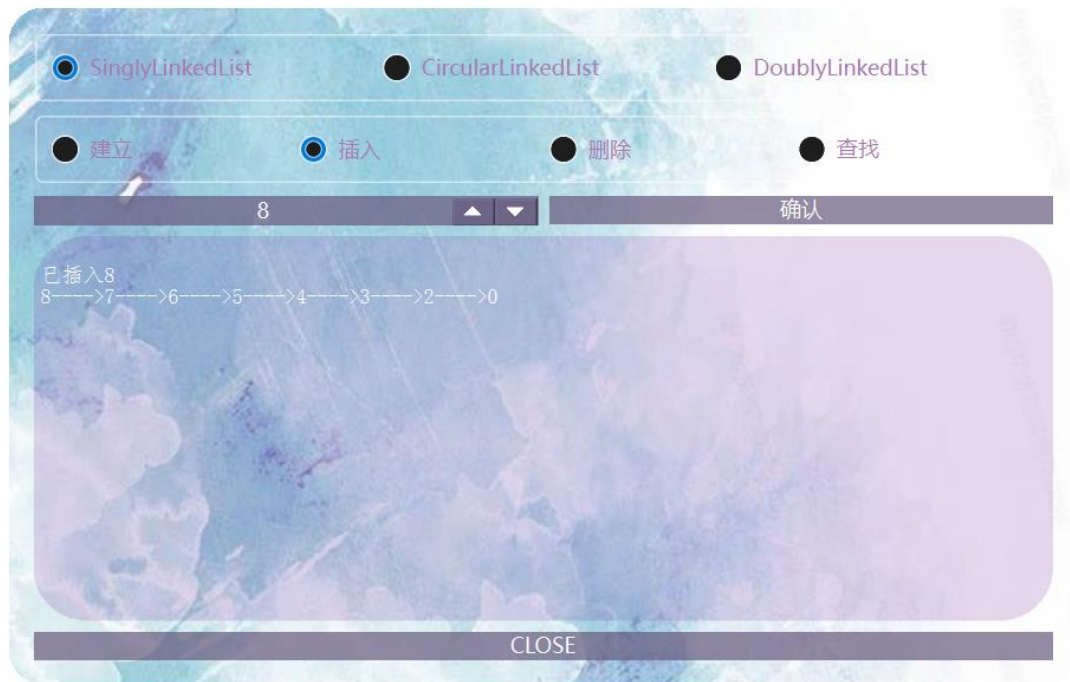 SinglyLinkedList CircularLinkedList DoublyLinkedList
建立 插入 删除 查找
8 确认
已插入8
8---->7---->6---->5---->4---->3---->2---->0
CLOSE